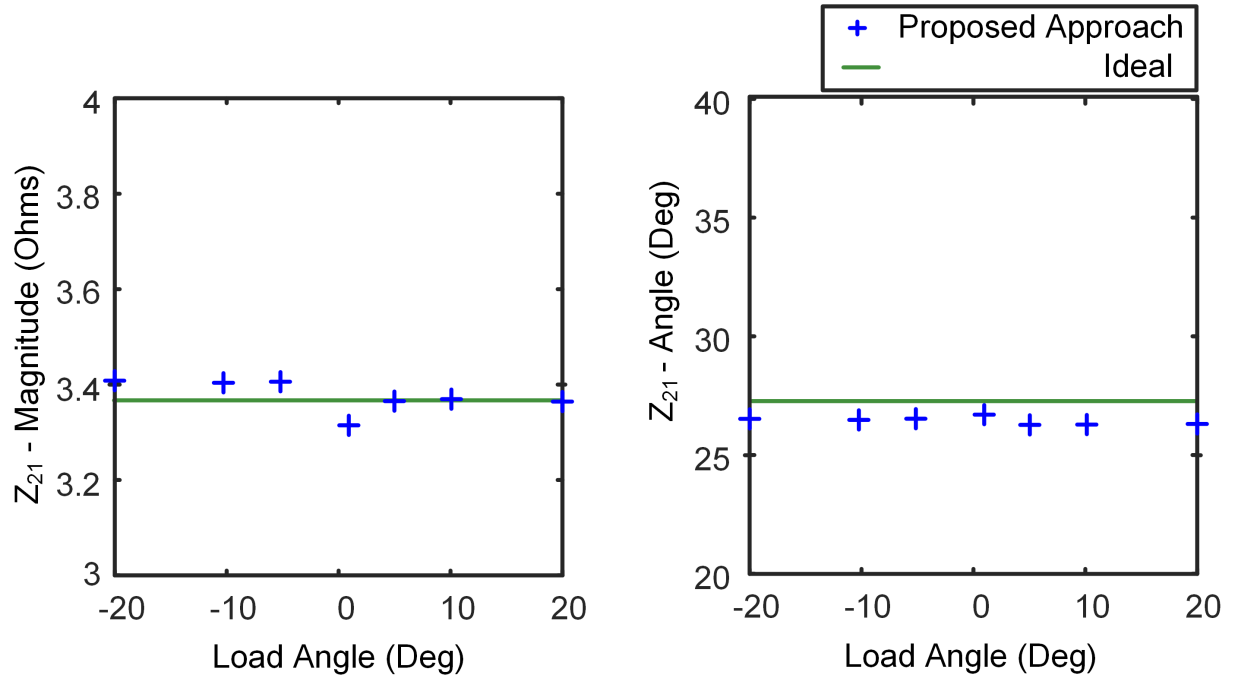 Proposed Approach
Ideal
Z21 - Magnitude (Ohms)
4
3.8
3.6
3.4
3.2
3
-20 -10 0 10 20
Load Angle (Deg)
Z21 - Angle (Deg)
40
35
30
25
20
-20 -10 0 10 20
Load Angle (Deg)